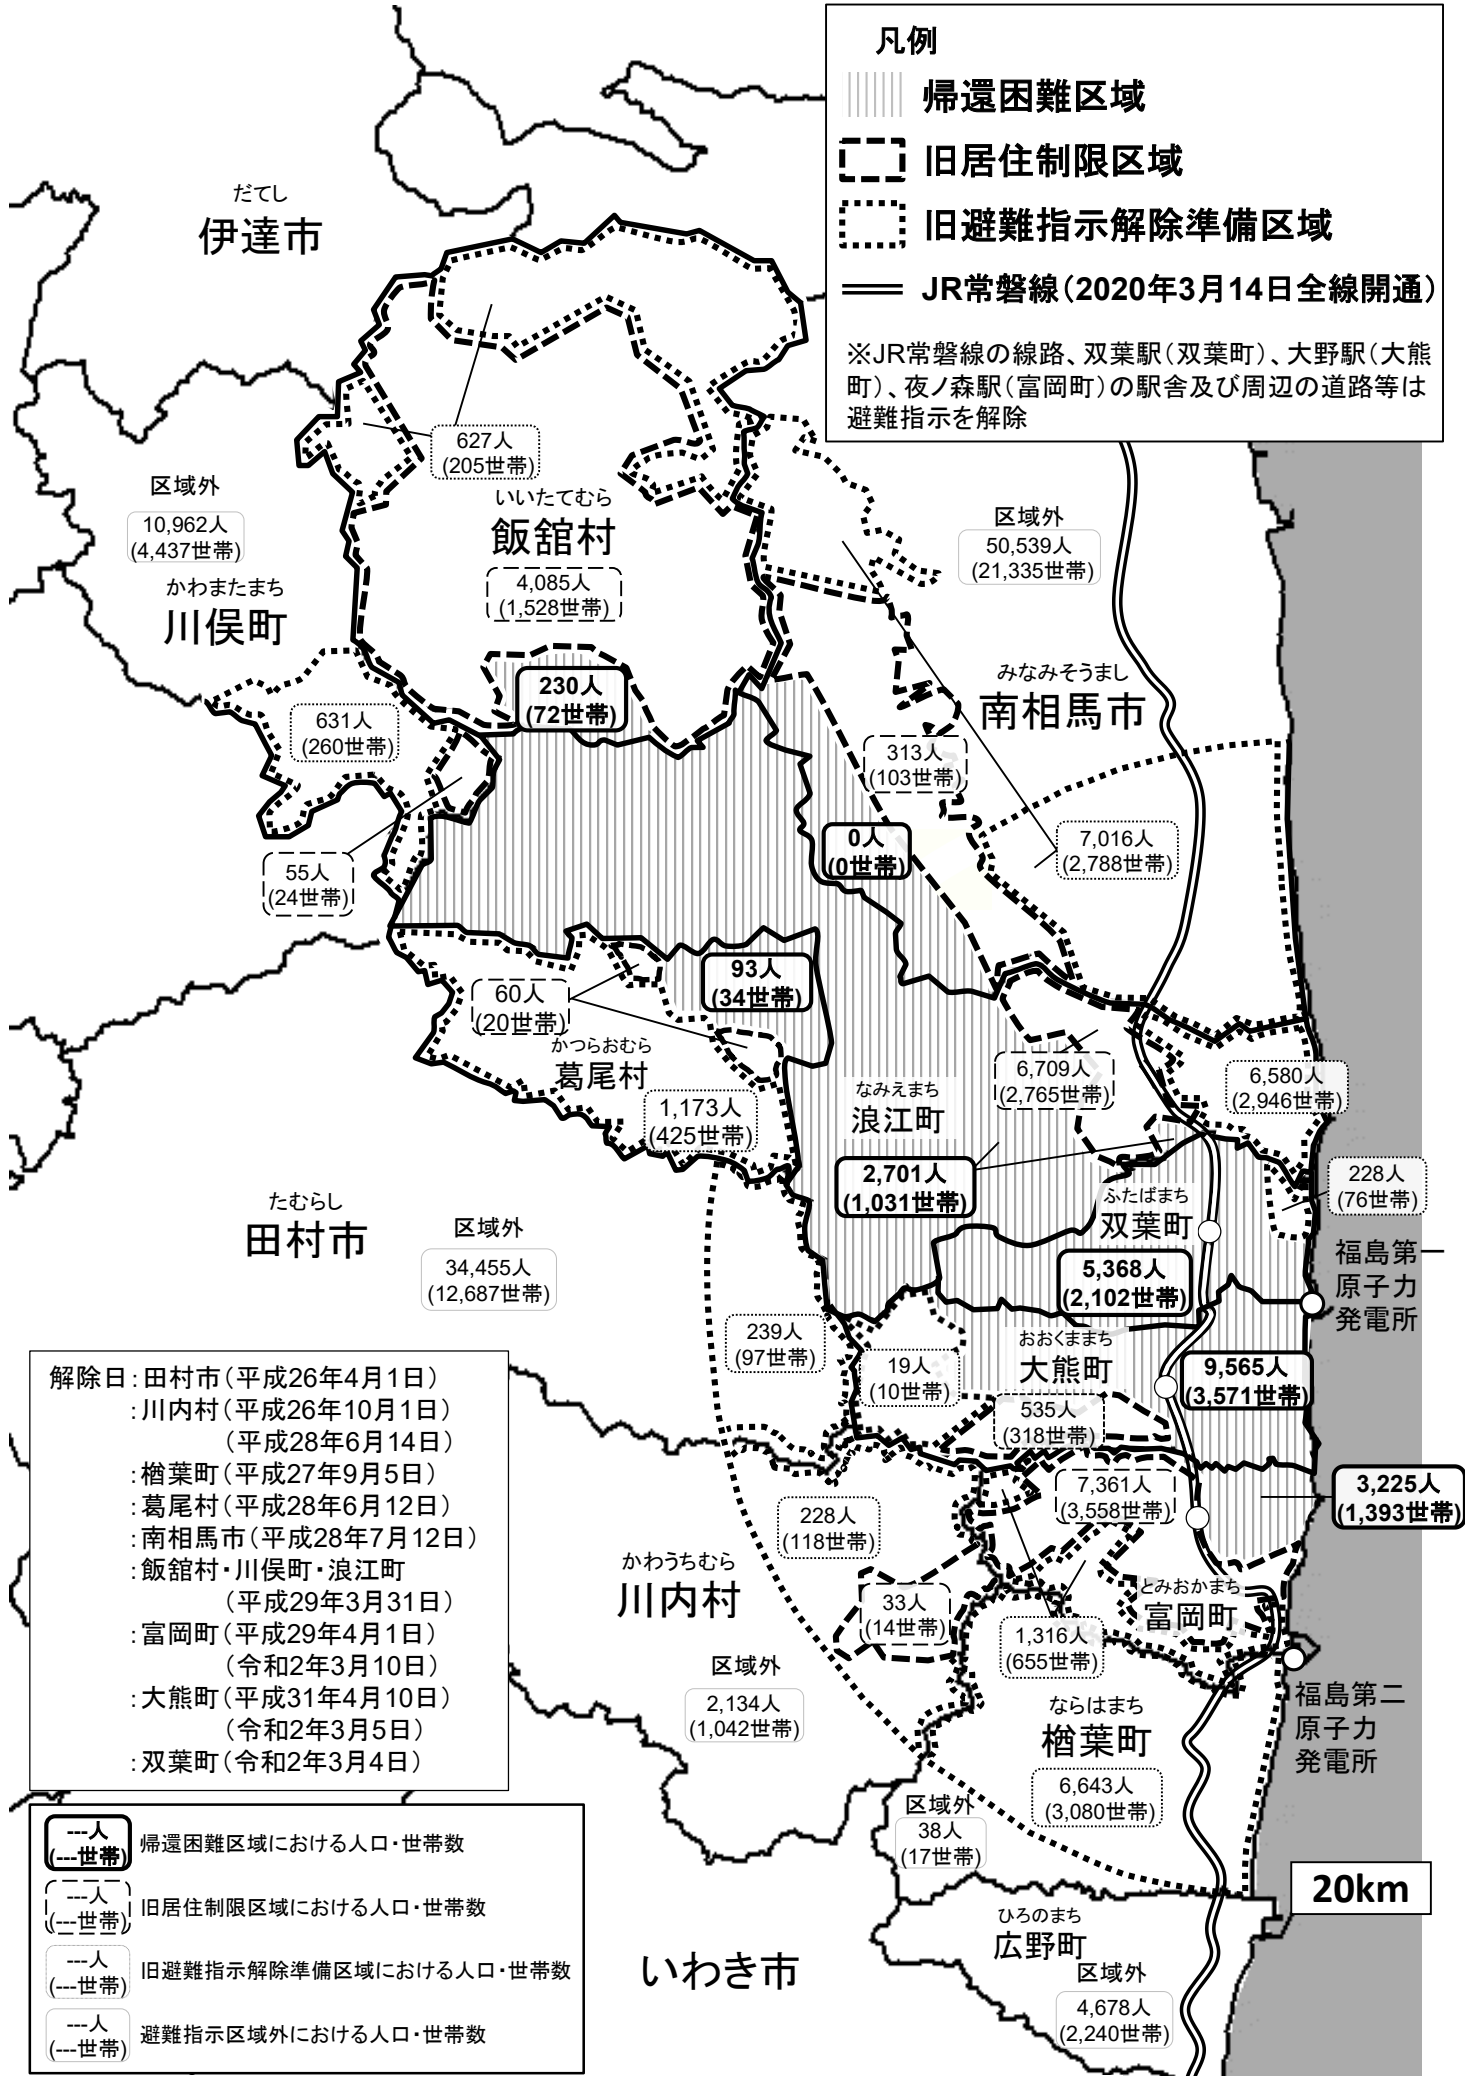 凡例
帰還困難区域
旧居住制限区域
旧避難指示解除準備区域
JR常磐線（2020年3月14日全線開通）
※JR常磐線の線路、双葉駅（双葉町）、大野駅（大熊
町）、夜ノ森駅（富岡町）の駅舎及び周辺の道路等は
避難指示を解除
だてし
伊達市
627人
(205世帯)
区域外
10,962人
(4,437世帯)
かわまたまち
川俣町
いいたてむら
飯舘村
4,085人
(1,528世帯)
区域外
50,539人
(21,335世帯)
みなみそうまし
南相馬市
230人
(72世帯)
631人
(260世帯)
313人
(103世帯)
0人
(0世帯)
7,016人
(2,788世帯)
55人
(24世帯)
93人
(34世帯)
60人
(20世帯)
かつらおむら
葛尾村
1,173人
(425世帯)
なみえまち
浪江町
6,709人
(2,765世帯)
6,580人
(2,946世帯)
2,701人
(1,031世帯)
228人
(76世帯)
ふたばまち
双葉町
5,368人
(2,102世帯)
福島第一
原子力
発電所
たむらし
田村市
区域外
34,455人
(12,687世帯)
239人
(97世帯)
19人
(10世帯)
おおくままち
大熊町
9,565人
(3,571世帯)
535人
(318世帯)
7,361人
(3,558世帯)
3,225人
(1,393世帯)
228人
(118世帯)
かわうちむら
川内村
33人
(14世帯)
とみおかまち
富岡町
1,316人
(655世帯)
区域外
2,134人
(1,042世帯)
ならはまち
楢葉町
6,643人
(3,080世帯)
福島第二
原子力
発電所
区域外
38人
(17世帯)
20km
ひろのまち
広野町
区域外
4,678人
(2,240世帯)
いわき市
解除日：田村市（平成26年4月1日）
：川内村（平成26年10月1日）
（平成28年6月14日）
：楢葉町（平成27年9月5日）
：葛尾村（平成28年6月12日）
：南相馬市（平成28年7月12日）
：飯舘村・川俣町・浪江町
（平成29年3月31日）
：富岡町（平成29年4月1日）
（令和2年3月10日）
：大熊町（平成31年4月10日）
（令和2年3月5日）
：双葉町（令和2年3月4日）
---人
(---世帯)
帰還困難区域における人口・世帯数
---人
(---世帯)
旧居住制限区域における人口・世帯数
---人
(---世帯)
旧避難指示解除準備区域における人口・世帯数
---人
(---世帯)
避難指示区域外における人口・世帯数